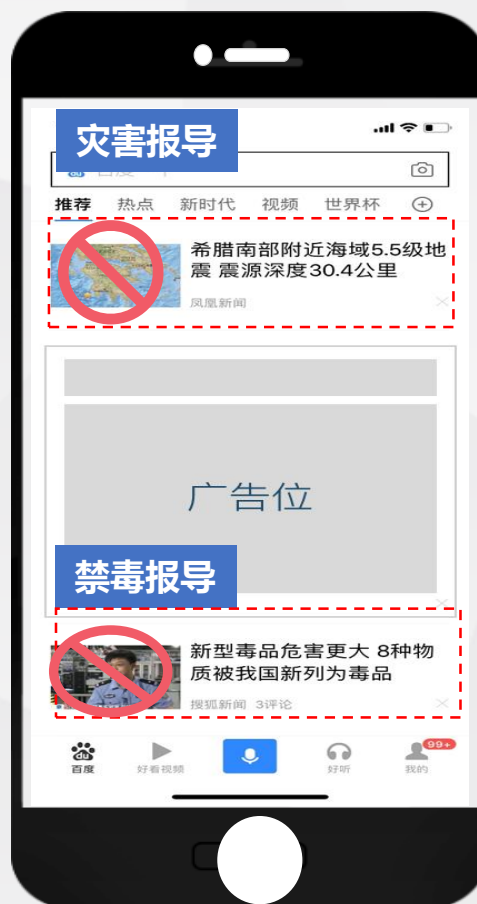 灾害报导
推荐 热点 新时代 视频 世界杯
希腊南部附近海域5.5级地
震 震源深度30.4公里
凤凰新闻
广告位
禁毒报导
新型毒品危害更大 8种物
质被我国新列为毒品
搜狐新闻 3评论
99+
百度 好看视频 好听 我的